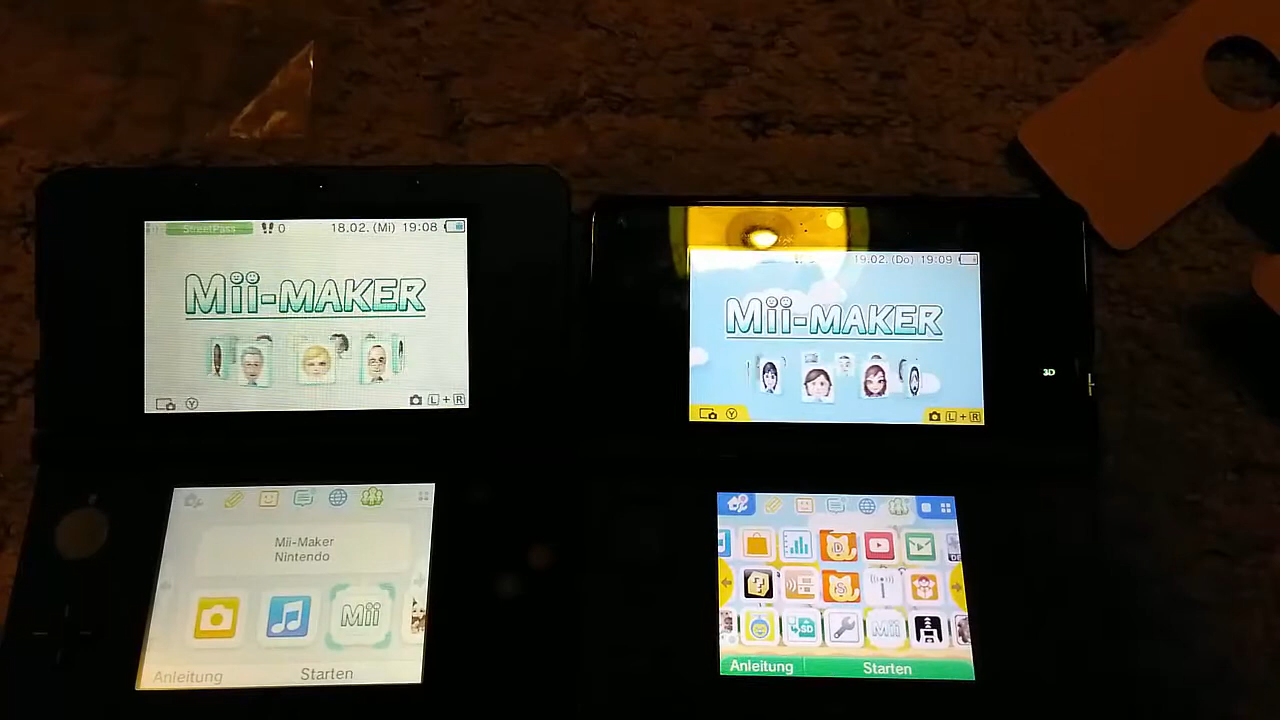 StreetPass 0 18.02. (Mi) 19:08
Mii-MAKER
Y L + R
Mii-Maker
Nintendo
Mii
Anleitung Starten
19.02. (Do) 19:09
Mii-MAKER
Y L + R
3D
D
?
S
SD
Mii
Anleitung Starten